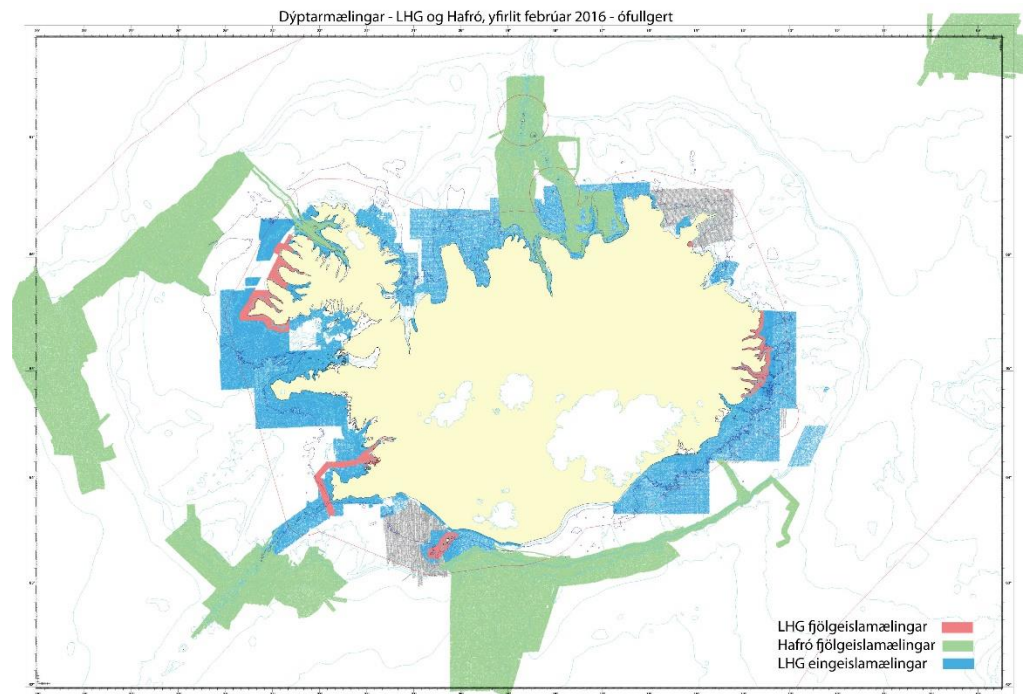 Dýptarmælingar - LHG og Hafró, yfirlit febrúar 2016 - ófullgert
LHG fjölgeislamælingar
Hafró fjölgeislamælingar
LHG eingeislamælingar